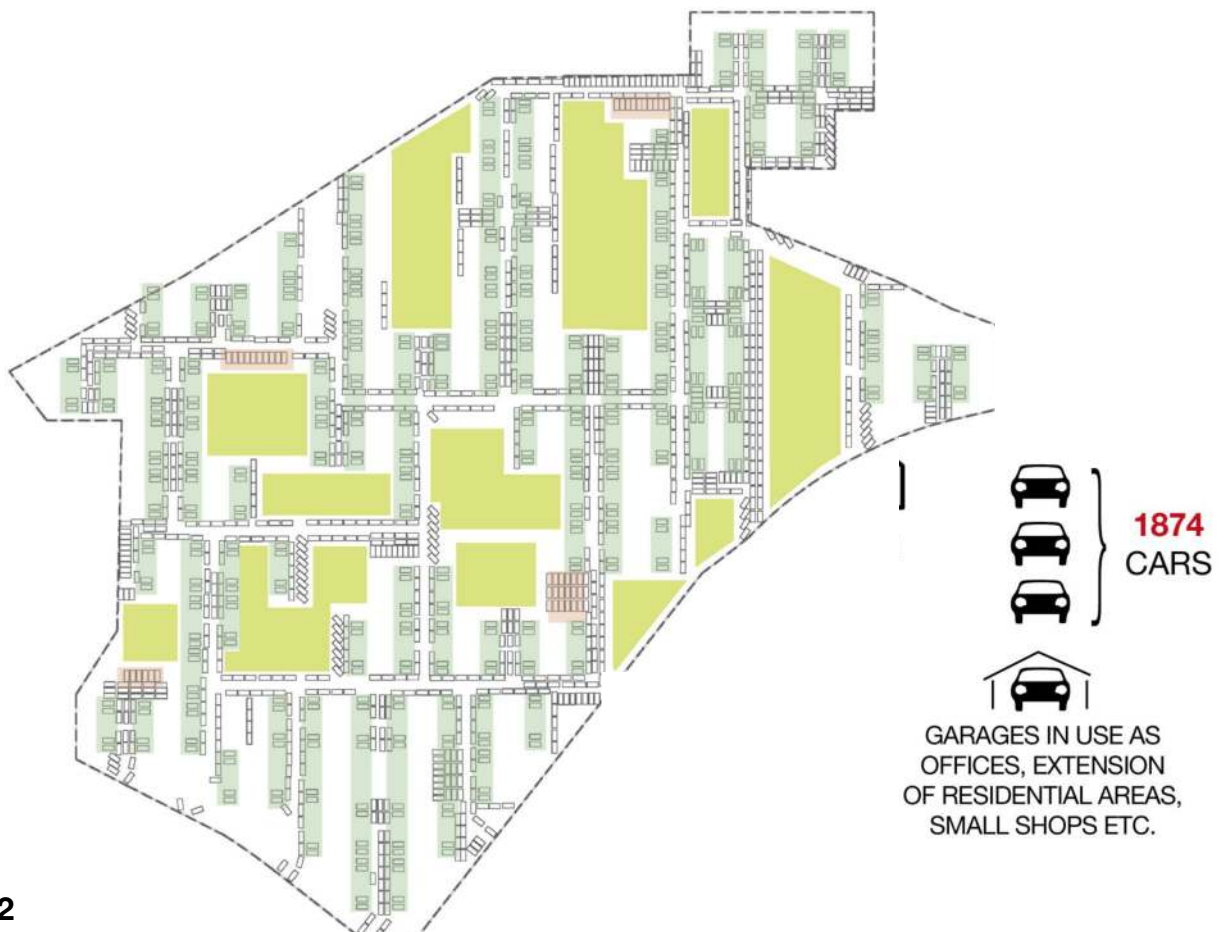 1874
CARS
GARAGES IN USE AS
OFFICES, EXTENSION
OF RESIDENTIAL AREAS,
SMALL SHOPS ETC.
2